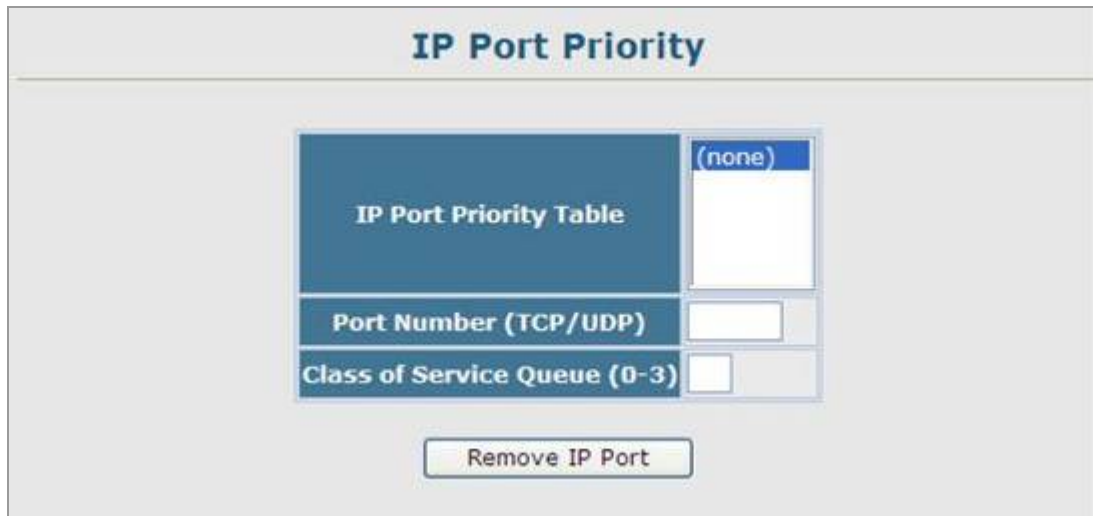 IP Port Priority
(none)
IP Port Priority Table
Port Number (TCP/UDP)
Class of Service Queue (0-3)
Remove IP Port